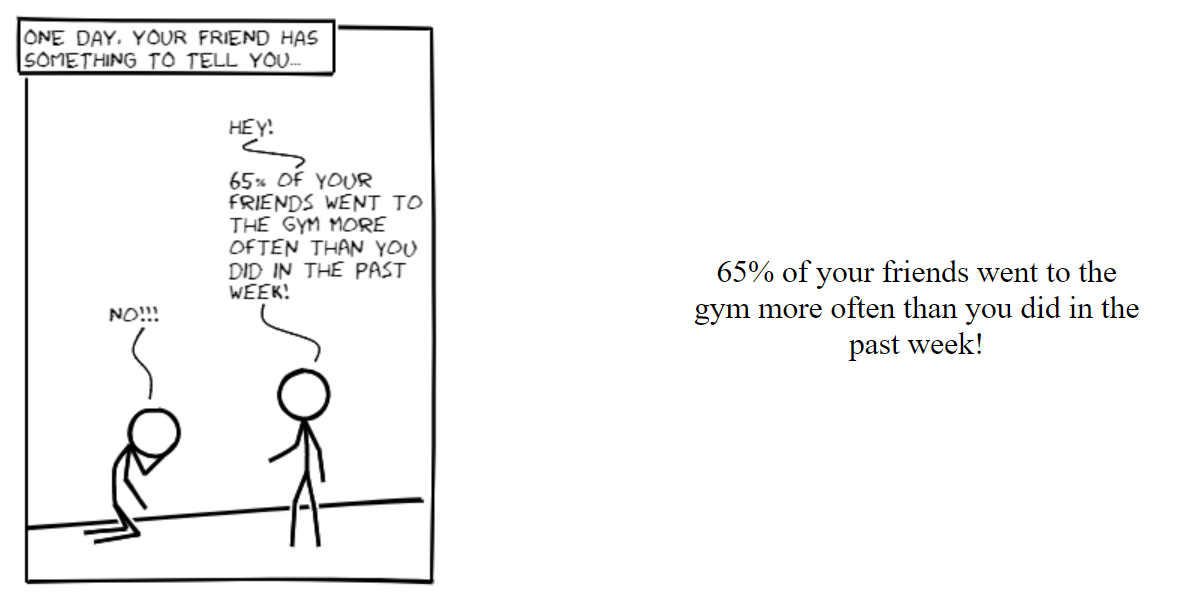 ONE DAY, YOUR FRIEND HAS
SOMETHING TO TELL YOU...
HEY!
65% OF YOUR
FRIENDS WENT TO
THE GYM MORE
OFTEN THAN YOU
DID IN THE PAST
WEEK!
NO!!!
65% of your friends went to the
gym more often than you did in the
past week!